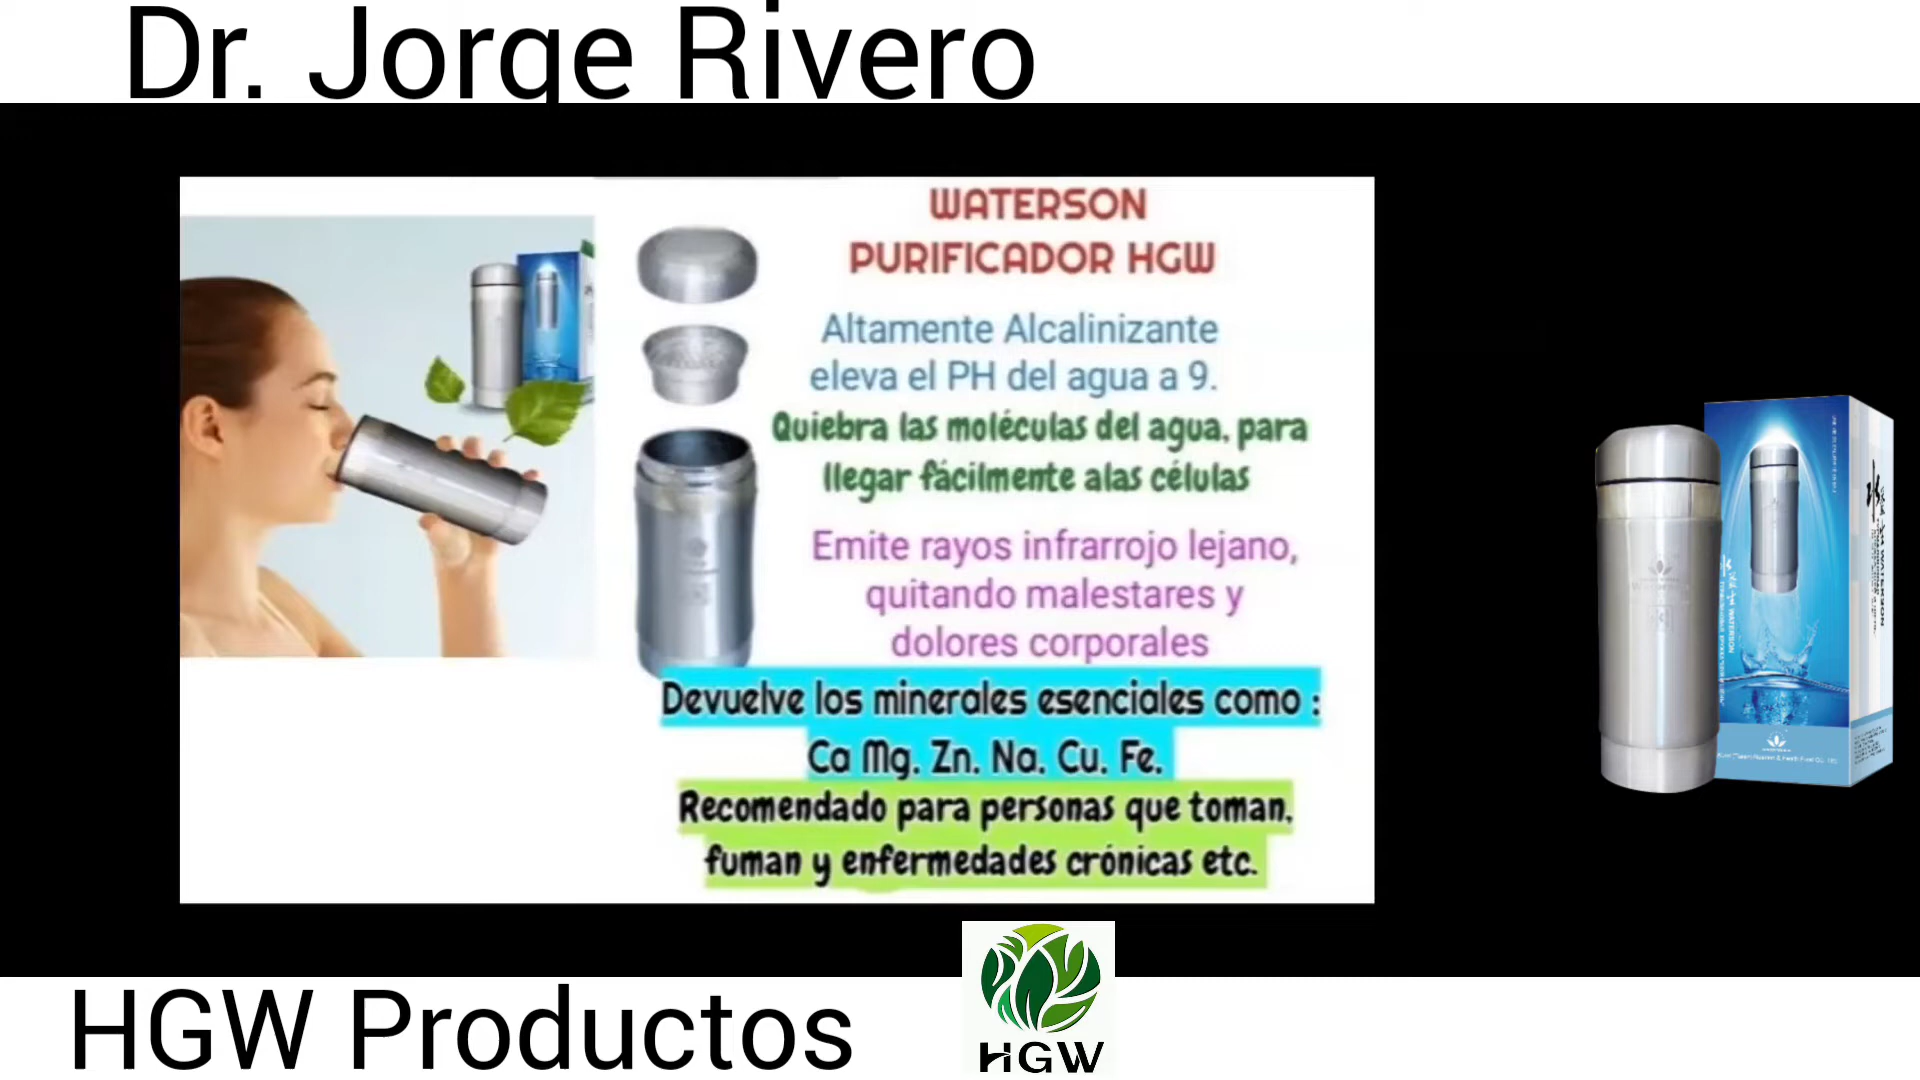 Dr. Jorge Rivero
WATERSON
PURIFICADOR HGW
Altamente Alcalinizante
eleva el PH del agua a 9.
Quiebra las moléculas del agua, para
llegar fácilmente alas células
Emite rayos infrarrojo lejano,
quitando malestares y
dolores corporales
Devuelve los minerales esenciales como :
Ca Mg. Zn. Na. Cu. Fe.
Recomendado para personas que toman,
fuman y enfermedades crónicas etc.
HGW Productos
HGW